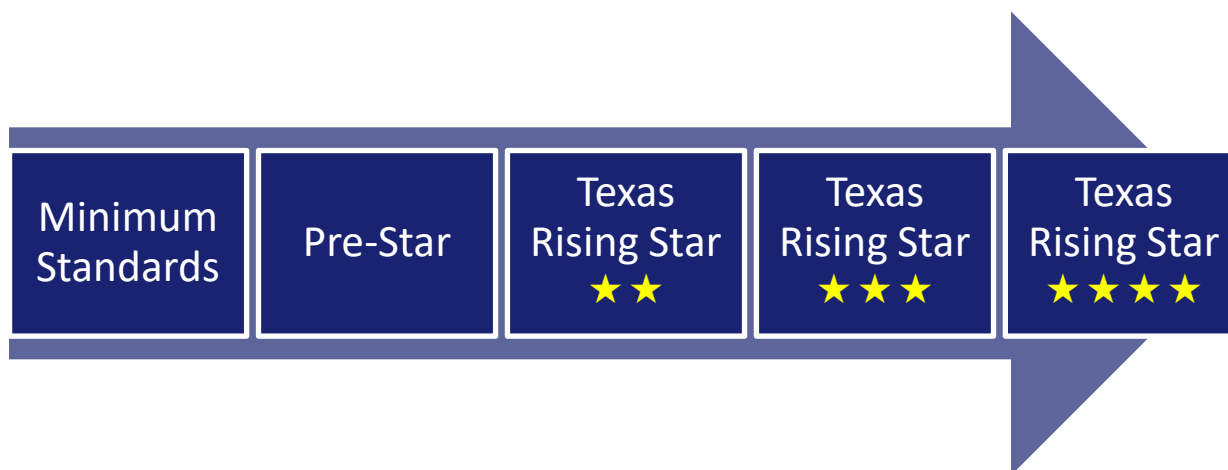 Minimum
Standards
Pre-Star
Texas
Rising Star
★★
Texas
Rising Star
★★★
Texas
Rising Star
★★★★